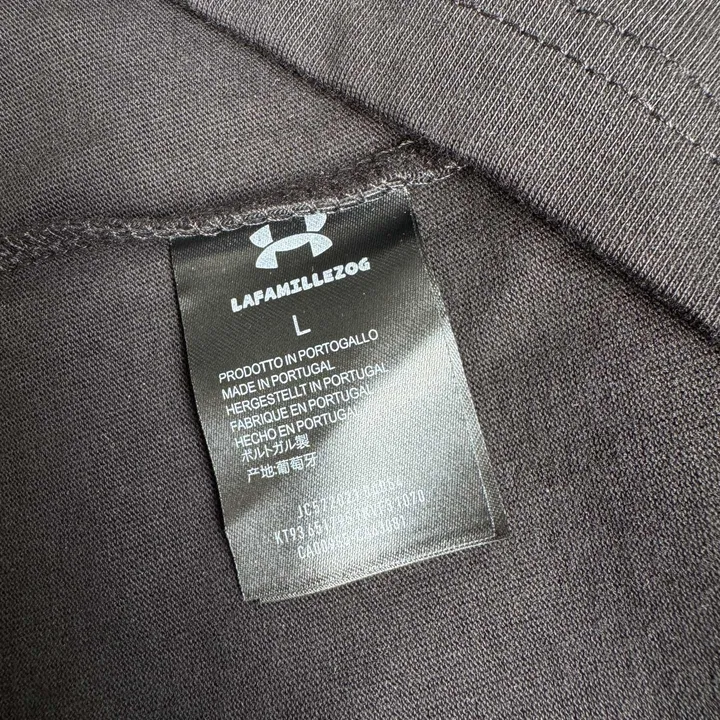 LAFAMILLEZOG
L
PRODOTTO IN PORTOGALLO
MADE IN PORTUGAL
HERGESTELLT IN PORTUGAL
FABRIQUE EN PORTUGAL
HECHO EN PORTUGAL
ポルトガル製
产地:葡萄牙